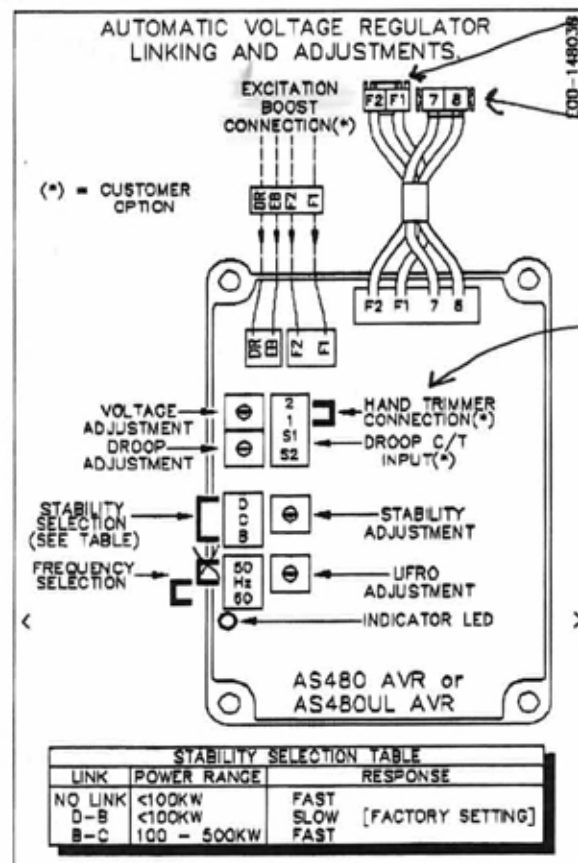 AUTOMATIC VOLTAGE REGULATOR
LINKING AND ADJUSTMENTS.
EXCITATION
BOOST
CONNECTION(*)
F2 F1 7 8
(*) = CUSTOMER
OPTION
DR EB F2 F1
F2 F1 7 8
DR EB F2 F1
VOLTAGE
ADJUSTMENT
DROOP
ADJUSTMENT
2
1
S1
S2
HAND TRIMMER
CONNECTION(*)
DROOP C/T
INPUT(*)
STABILITY
SELECTION
(SEE TABLE)
D
C
B
STABILITY
ADJUSTMENT
FREQUENCY
SELECTION
50
Hz
60
UFRO
ADJUSTMENT
INDICATOR LED
AS480 AVR or
AS480UL AVR
STABILITY SELECTION TABLE
LINK POWER RANGE RESPONSE
NO LINK <100KW FAST
D-B <100KW SLOW [FACTORY SETTING]
B-C 100 - 500KW FAST